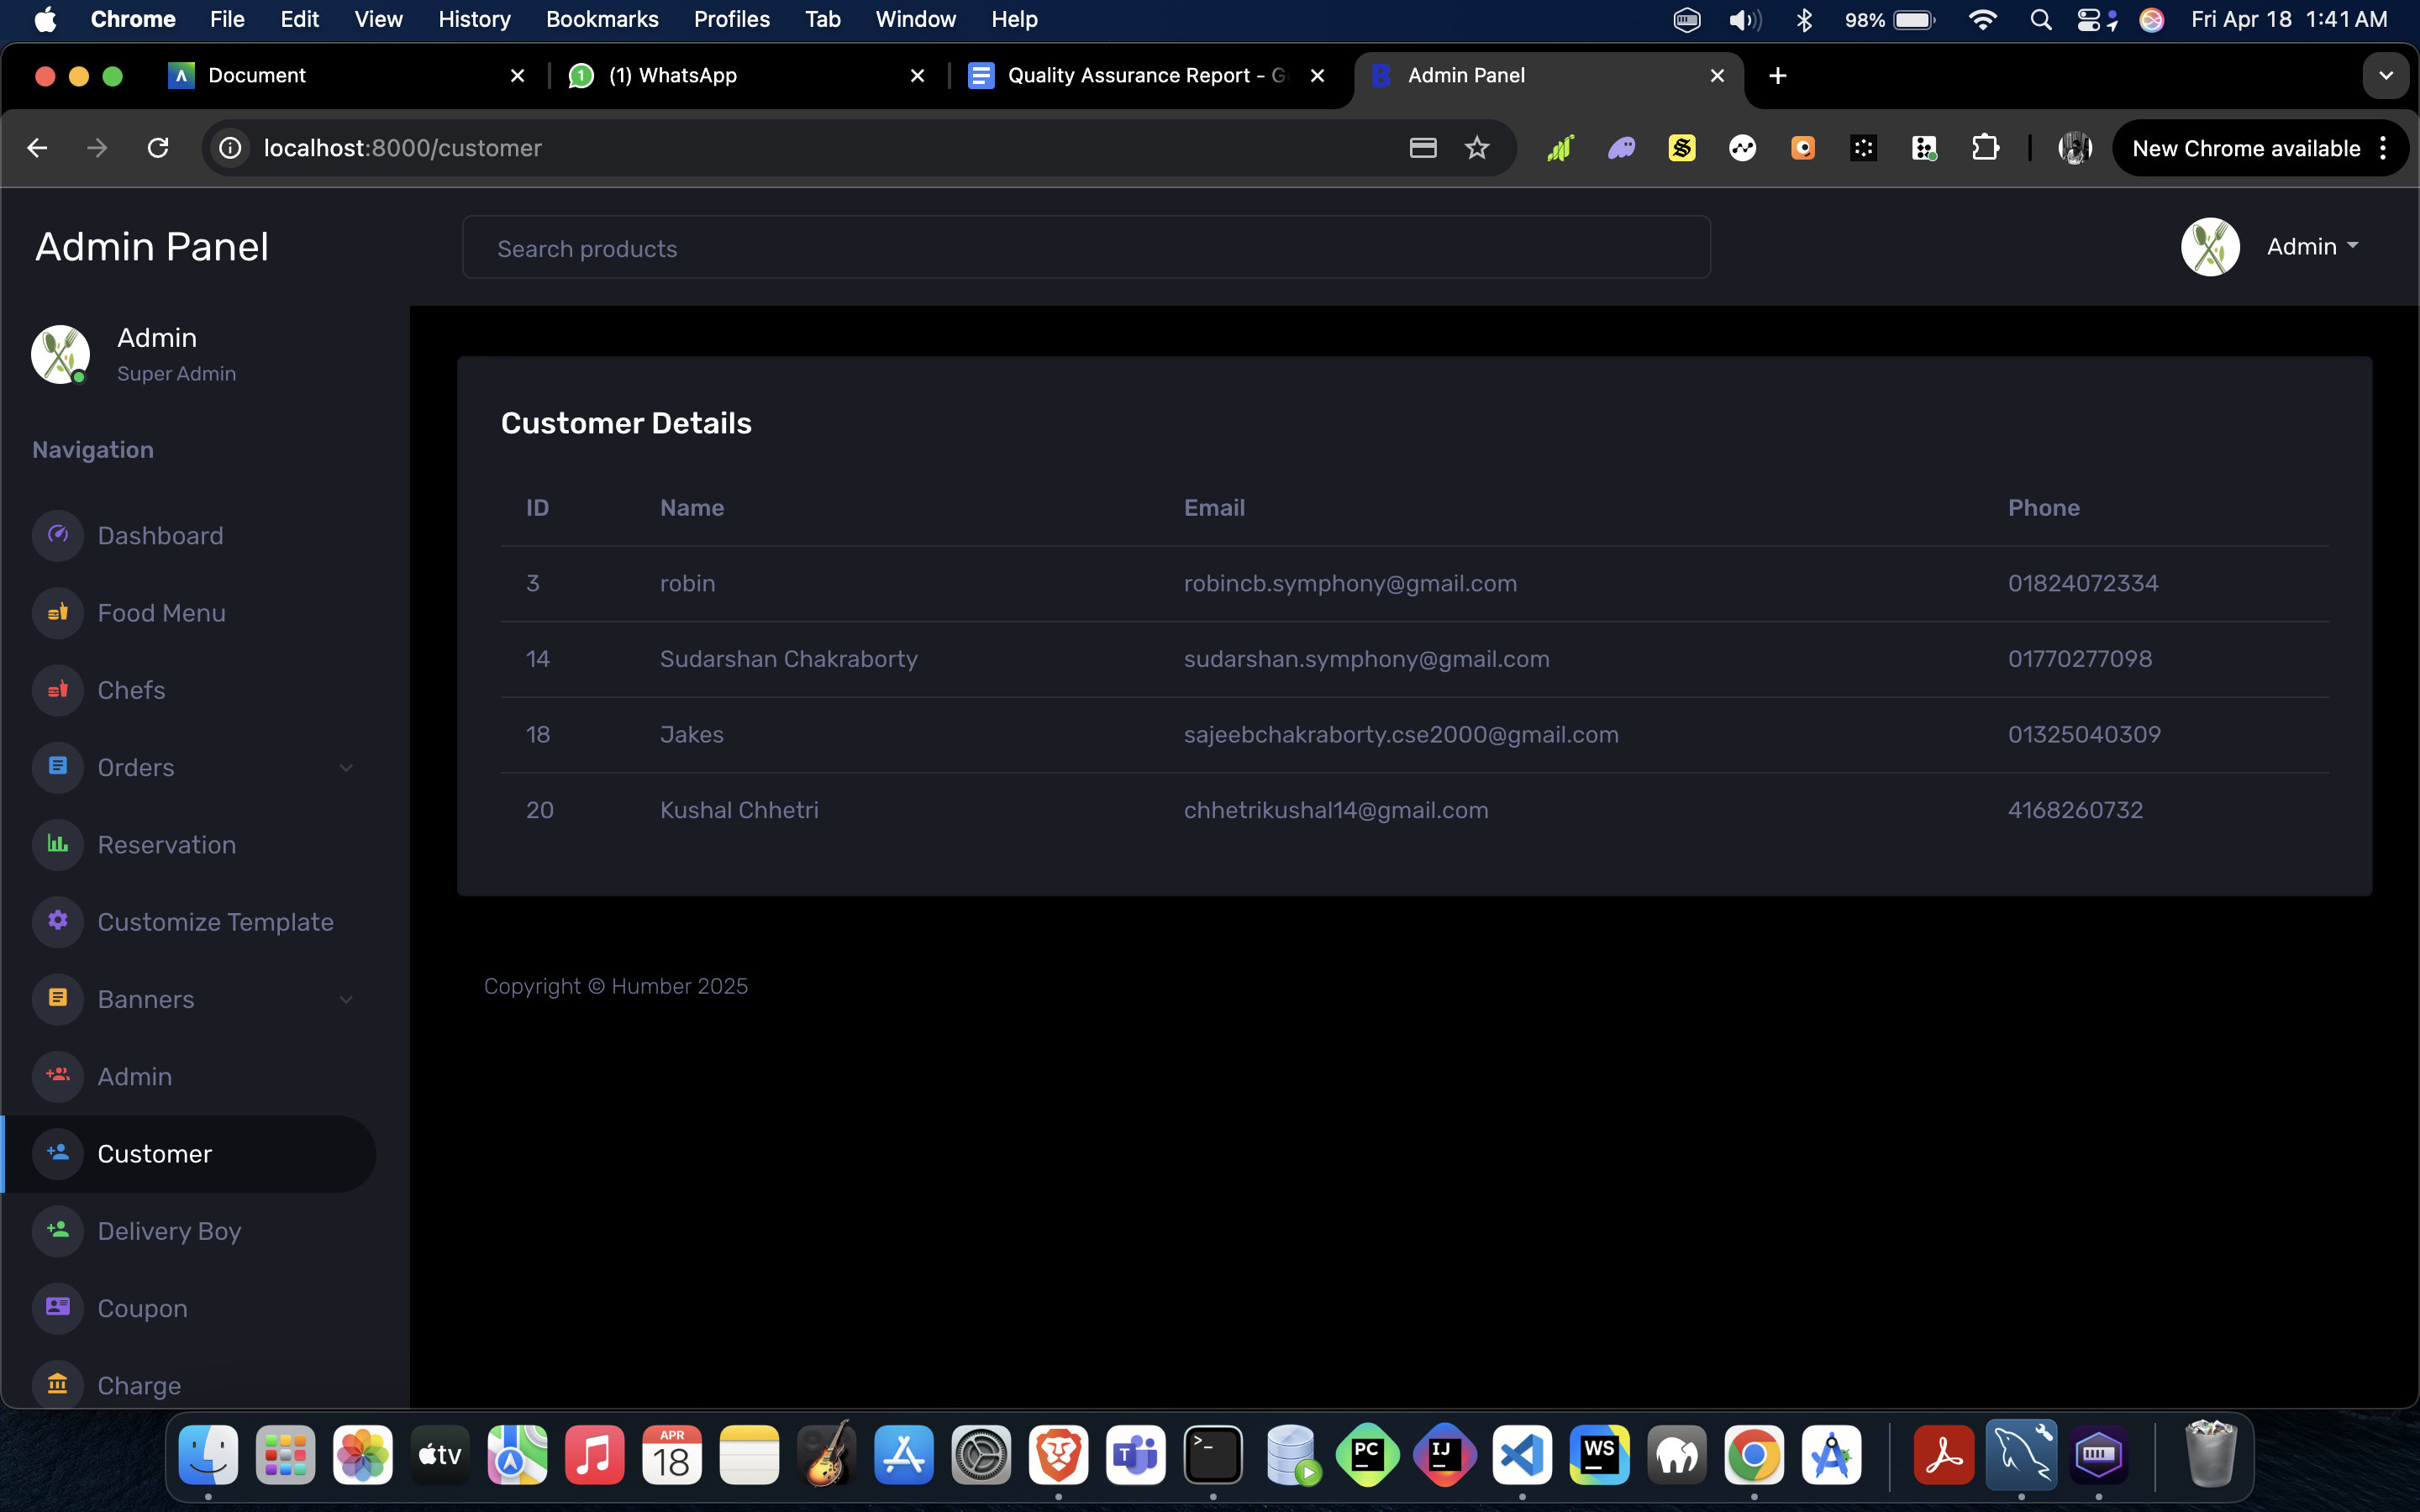 Chrome File Edit View History Bookmarks Profiles Tab Window Help 98% Fri Apr 18 1:41 AM
Document (1) WhatsApp Quality Assurance Report - G Admin Panel
localhost:8000/customer New Chrome available
Admin Panel
Search products
Admin
Admin
Super Admin
Navigation
Dashboard
Food Menu
Chefs
Orders
Reservation
Customize Template
Banners
Admin
Customer
Delivery Boy
Coupon
Charge
Customer Details
ID Name Email Phone
3 robin robincb.symphony@gmail.com 01824072334
14 Sudarshan Chakraborty sudarshan.symphony@gmail.com 01770277098
18 Jakes sajeebchakraborty.cse2000@gmail.com 01325040309
20 Kushal Chhetri chhetrikushal14@gmail.com 4168260732
Copyright © Humber 2025
tv APR 18 T >_ PC IJ WS